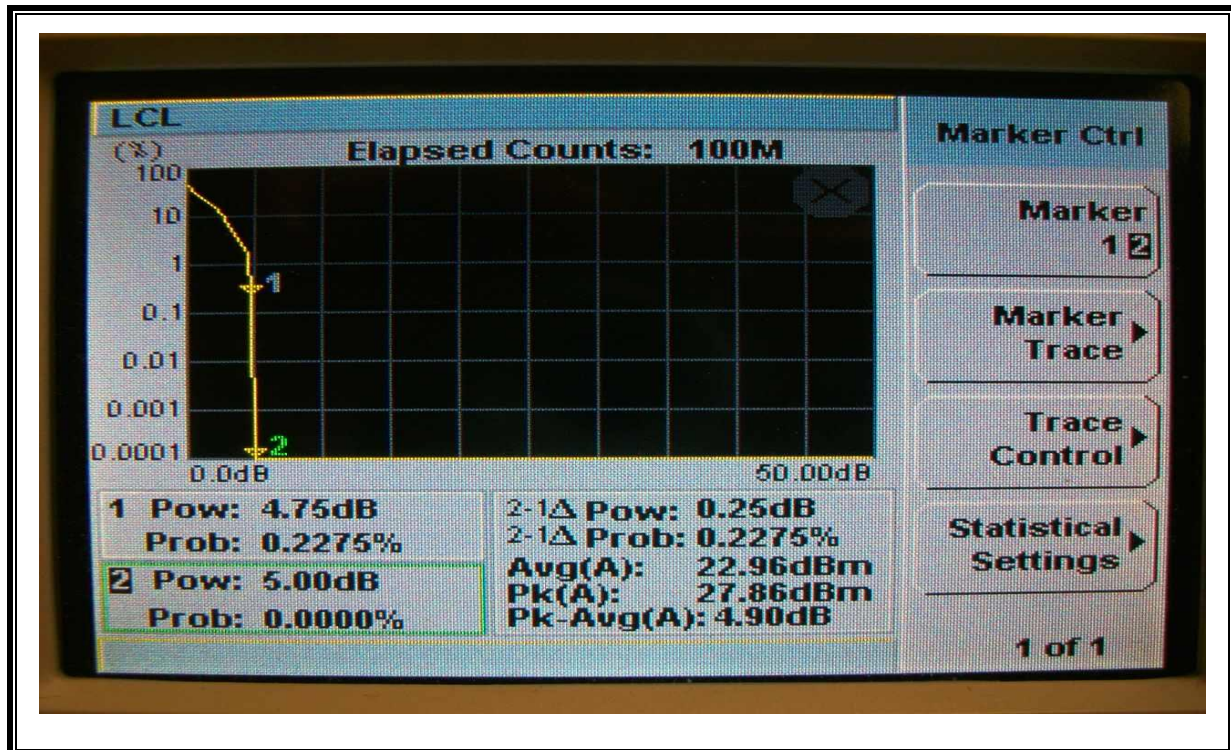 LCL
(%) Elapsed Counts: 100M
100
10
1
0.1
0.01
0.001
0.0001
1
2
0.0dB 50.00dB
1 Pow: 4.75dB
Prob: 0.2275%
2 Pow: 5.00dB
Prob: 0.0000%
2-1Δ Pow: 0.25dB
2-1Δ Prob: 0.2275%
Avg(A): 22.96dBm
Pk(A): 27.86dBm
Pk-Avg(A): 4.90dB
Marker Ctrl
Marker
1 2
Marker
Trace
Trace
Control
Statistical
Settings
1 of 1